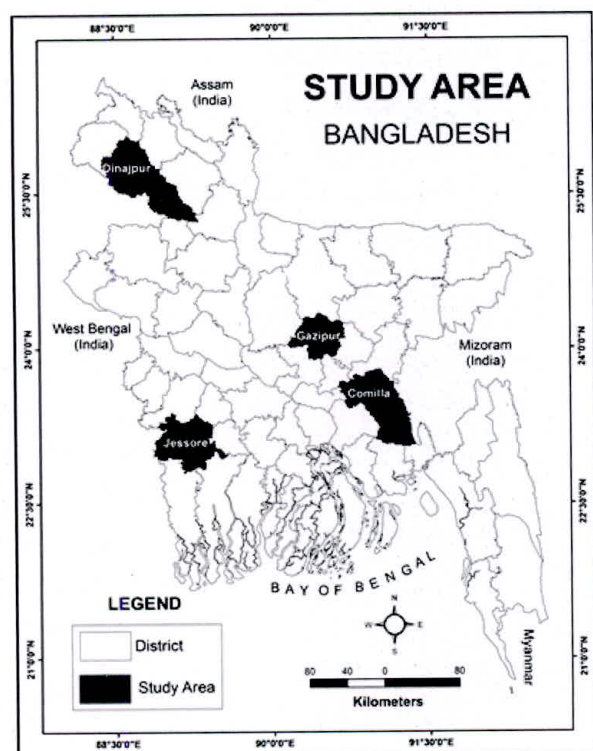 88°30'0"E 90°0'0"E 91°30'0"E
STUDY AREA
BANGLADESH
Assam
(India)
Dinajpur
25°30'0"N 25°30'0"N
West Bengal
(India)
Gazipur
Mizoram
(India)
24°0'0"N 24°0'0"N
Comilla
Jessore
22°30'0"N 22°30'0"N
BAY OF BENGAL
LEGEND
District
Study Area
N
W E
S
Myanmar
21°0'0"N 21°0'0"N
80 40 0 80
Kilometers
88°30'0"E 90°0'0"E 91°30'0"E